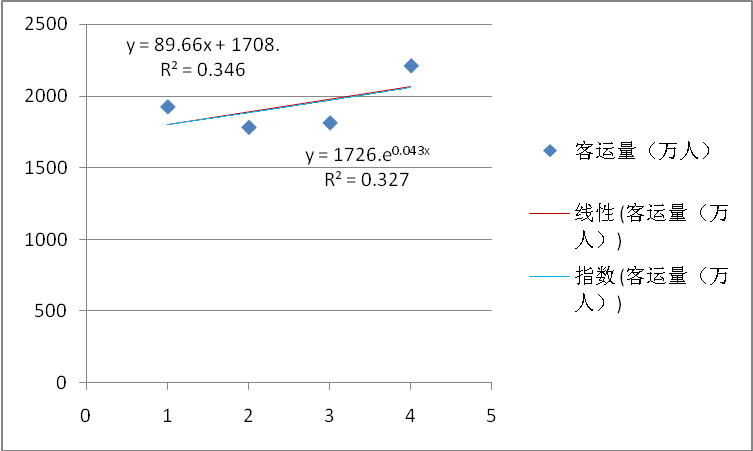 2500
2000
1500
1000
500
0
y = 89.66x + 1708.
R² = 0.346
y = 1726.e^0.043x
R² = 0.327
0 1 2 3 4 5
客运量（万人）
线性 (客运量（万
人）)
指数 (客运量（万
人）)